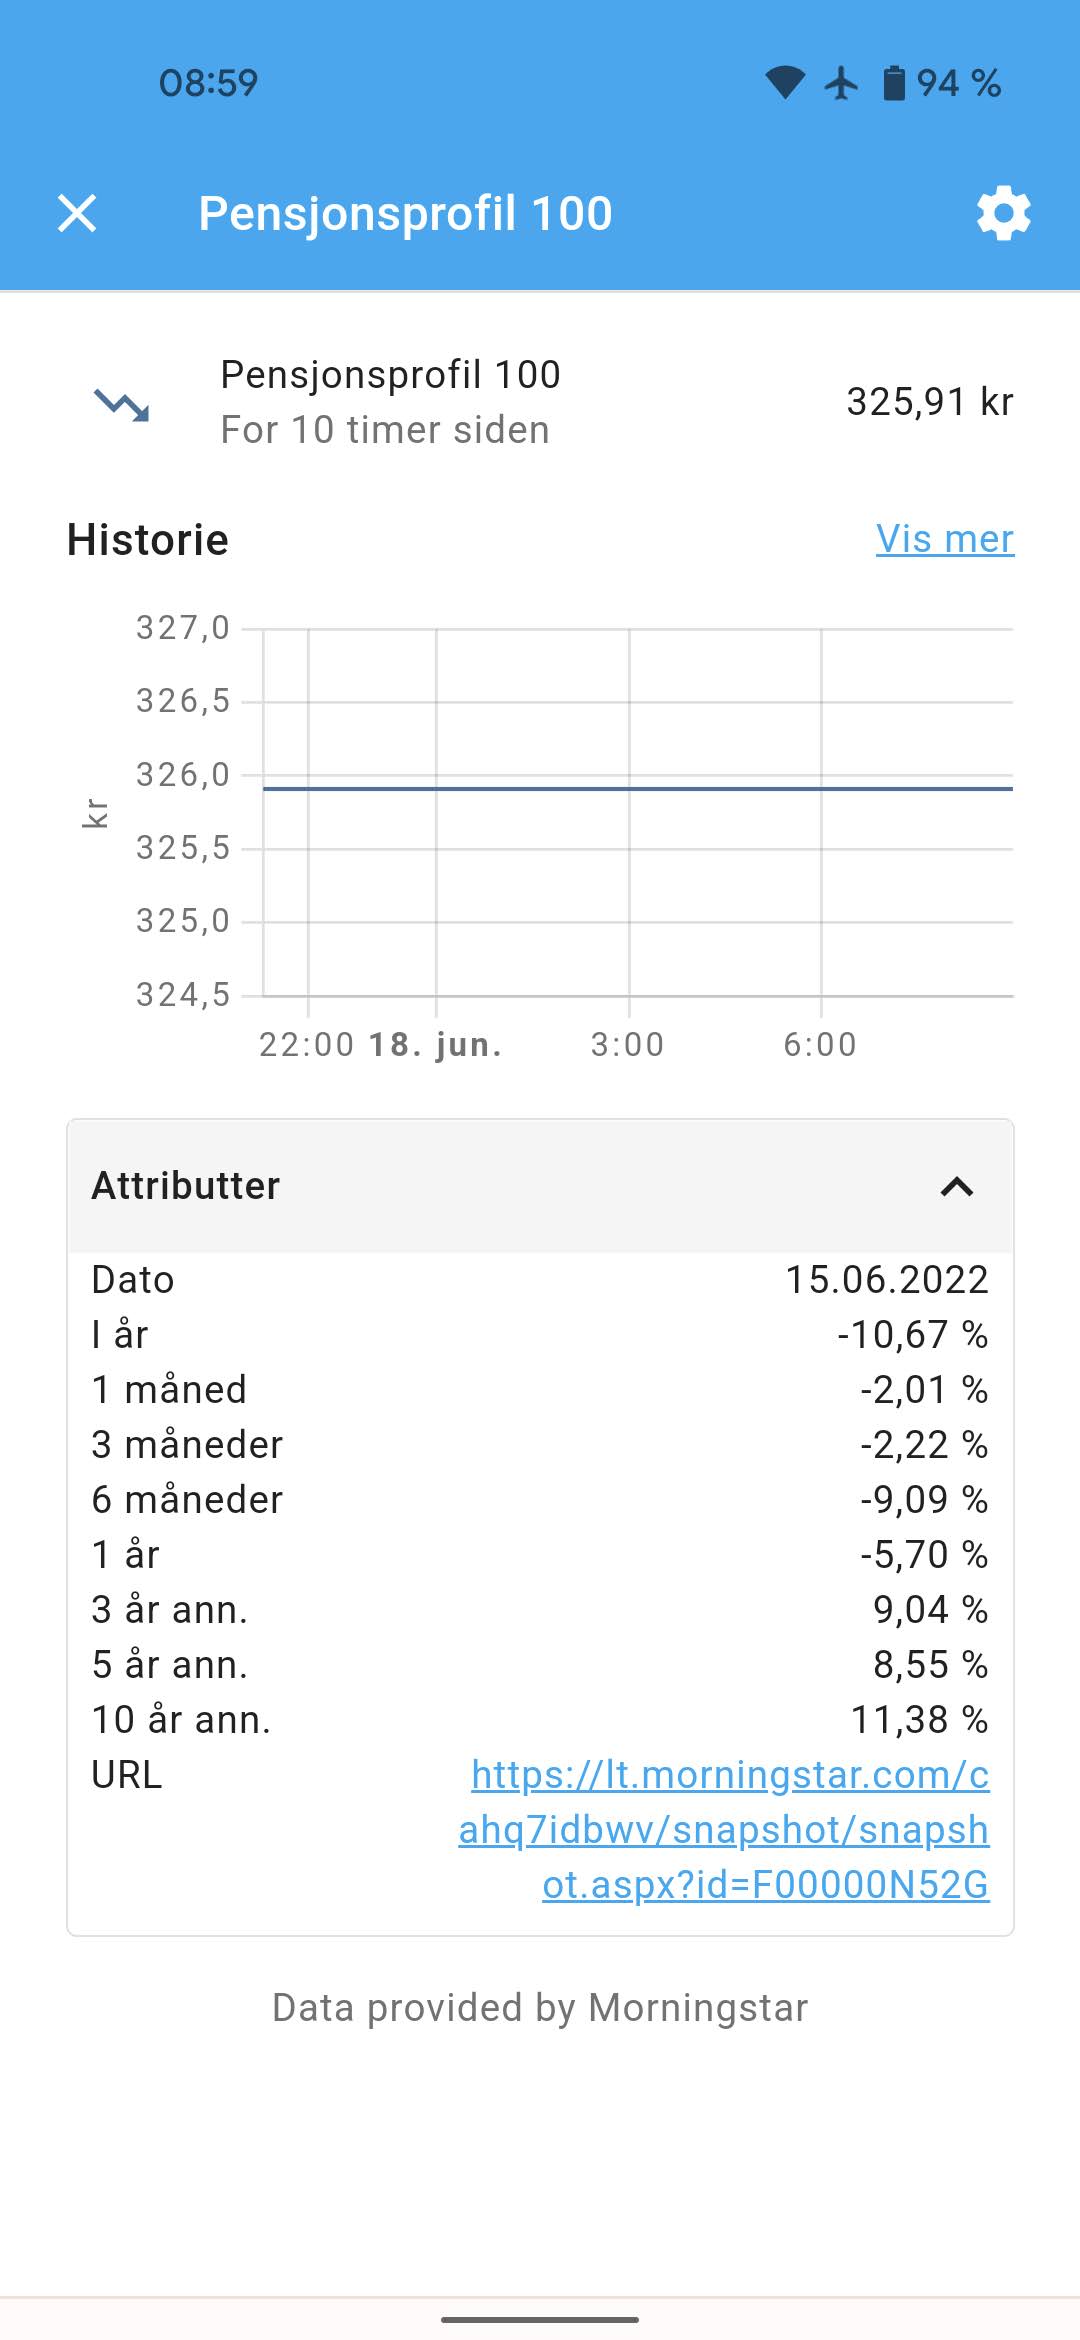 08:59
94 %
Pensjonsprofil 100
Pensjonsprofil 100
For 10 timer siden
325,91 kr
Historie
Vis mer
327,0
326,5
326,0
325,5
325,0
324,5
kr
22:00 18. jun. 3:00 6:00
Attributter
Dato 15.06.2022
I år -10,67 %
1 måned -2,01 %
3 måneder -2,22 %
6 måneder -9,09 %
1 år -5,70 %
3 år ann. 9,04 %
5 år ann. 8,55 %
10 år ann. 11,38 %
URL https://lt.morningstar.com/c
ahq7idbwv/snapshot/snapsh
ot.aspx?id=F00000N52G
Data provided by Morningstar